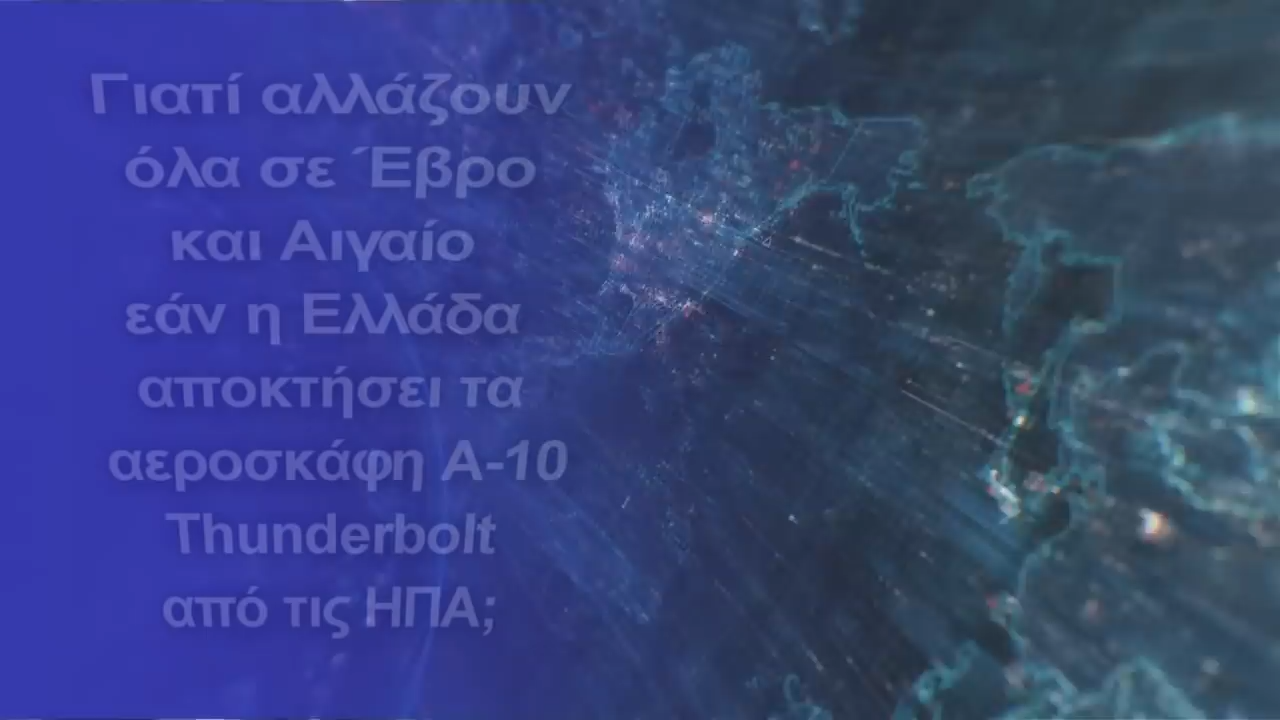 Γιατί αλλάζουν
όλα σε Έβρο
και Αιγαίο
εάν η Ελλάδα
αποκτήσει τα
αεροσκάφη Α-10
Thunderbolt
από τις ΗΠΑ;